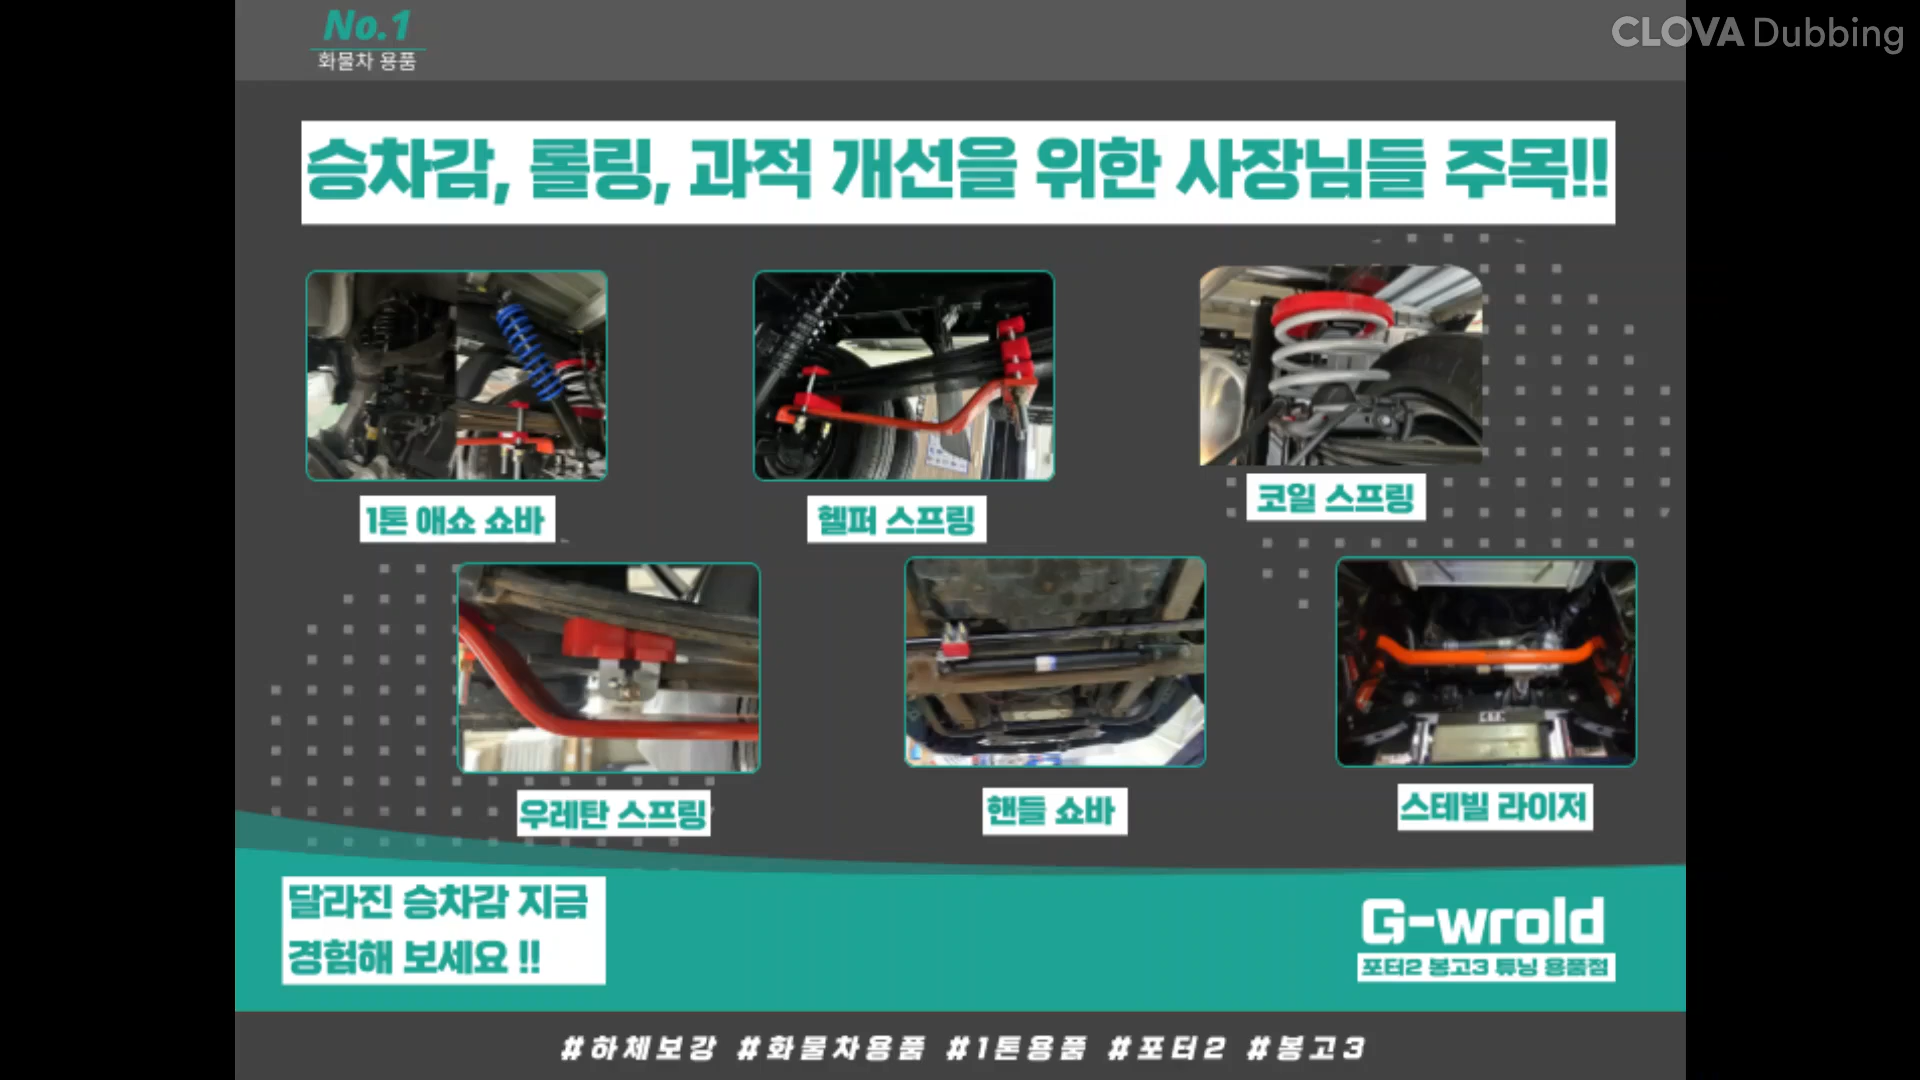 No.1
화물차 용품
CLOVA Dubbing
승차감, 롤링, 과적 개선을 위한 사장님들 주목!!
1톤 애쇼 쇼바
헬퍼 스프링
코일 스프링
우레탄 스프링
핸들 쇼바
스테빌 라이저
달라진 승차감 지금
경험해 보세요 !!
G-wrold
포터2 봉고3 튜닝 용품점
#하체보강 #화물차용품 #1톤용품 #포터2 #봉고3